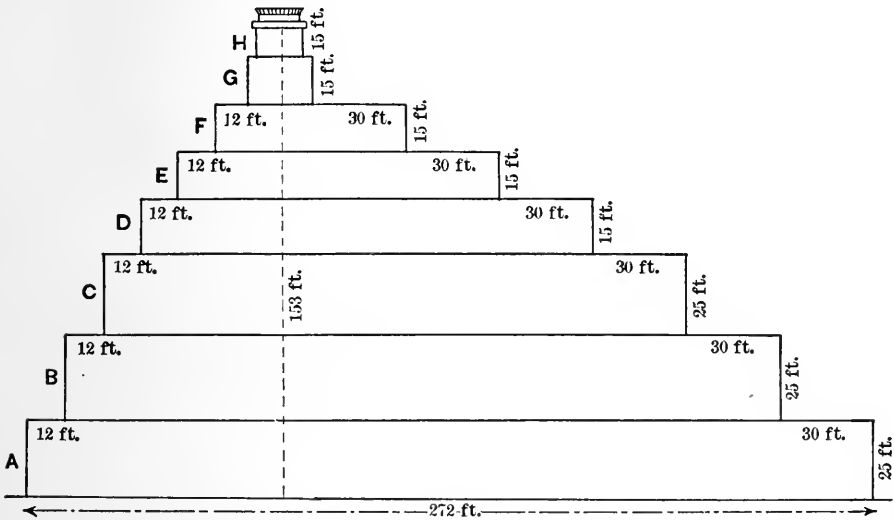 H 15 ft.
G 15 ft.
F 12 ft. 30 ft. 15 ft.
E 12 ft. 30 ft. 15 ft.
D 12 ft. 30 ft. 15 ft.
C 12 ft. 153 ft. 30 ft. 25 ft.
B 12 ft. 30 ft. 25 ft.
A 12 ft. 30 ft. 25 ft.
272 ft.